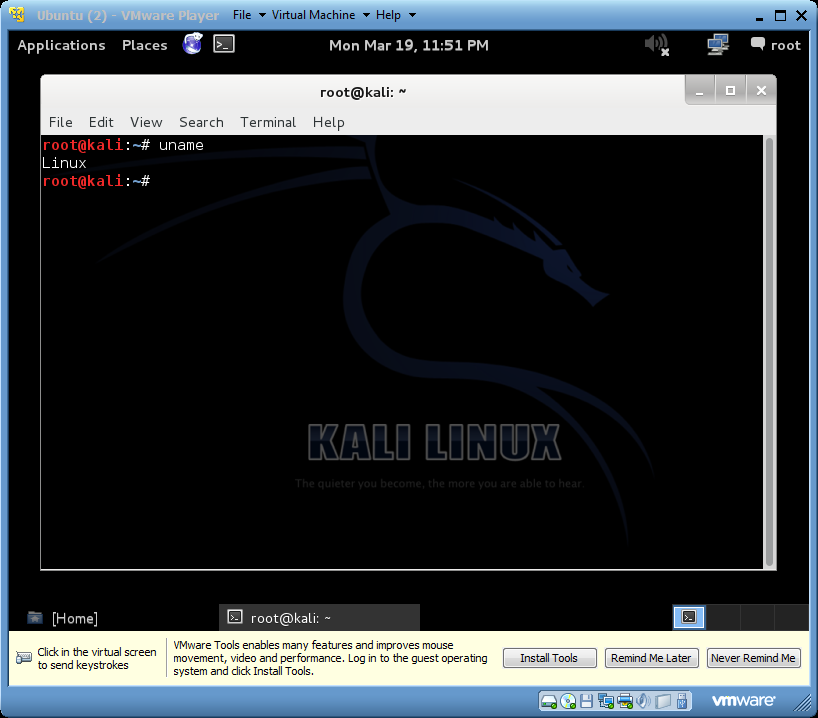 Ubuntu (2) - VMware Player File Virtual Machine Help
Applications Places Mon Mar 19, 11:51 PM root
root@kali: ~
File Edit View Search Terminal Help
root@kali:~# uname
Linux
root@kali:~#
KALI LINUX
The quieter you become, the more you are able to hear.
[Home] root@kali: ~
Click in the virtual screen
to send keystrokes
VMware Tools enables many features and improves mouse
movement, video and performance. Log in to the guest operating
system and click Install Tools.
Install Tools Remind Me Later Never Remind Me
vmware